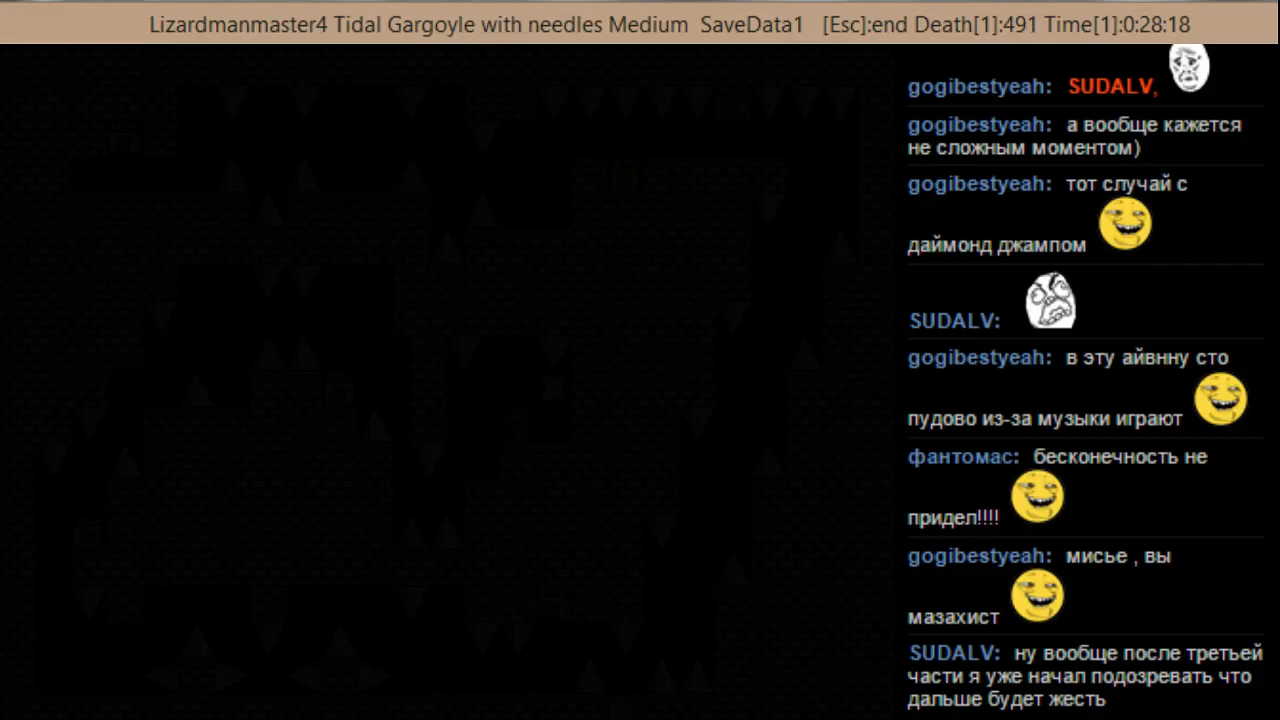 Lizardmanmaster4 Tidal Gargoyle with needles Medium  SaveData1   [Esc]:end Death[1]:491 Time[1]:0:28:18
gogibestyeah: SUDALV,
gogibestyeah: а вообще кажется
не сложным моментом)
gogibestyeah: тот случай с
даймонд джампом
SUDALV:
gogibestyeah: в эту айвнну сто
пудово из-за музыки играют
фантомас: бесконечность не
придел!!!!
gogibestyeah: мисье , вы
мазахист
SUDALV: ну вообще после третьей
части я уже начал подозревать что
дальше будет жесть